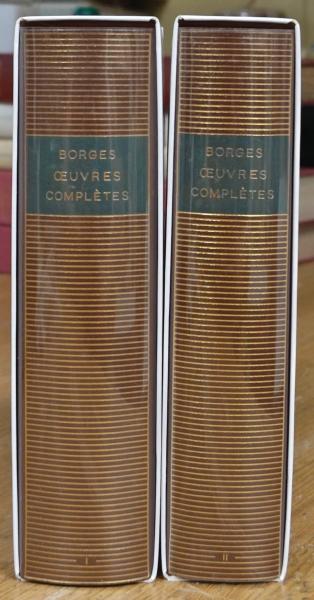 BORGES
ŒUVRES
COMPLÈTES
I
BORGES
ŒUVRES
COMPLÈTES
II